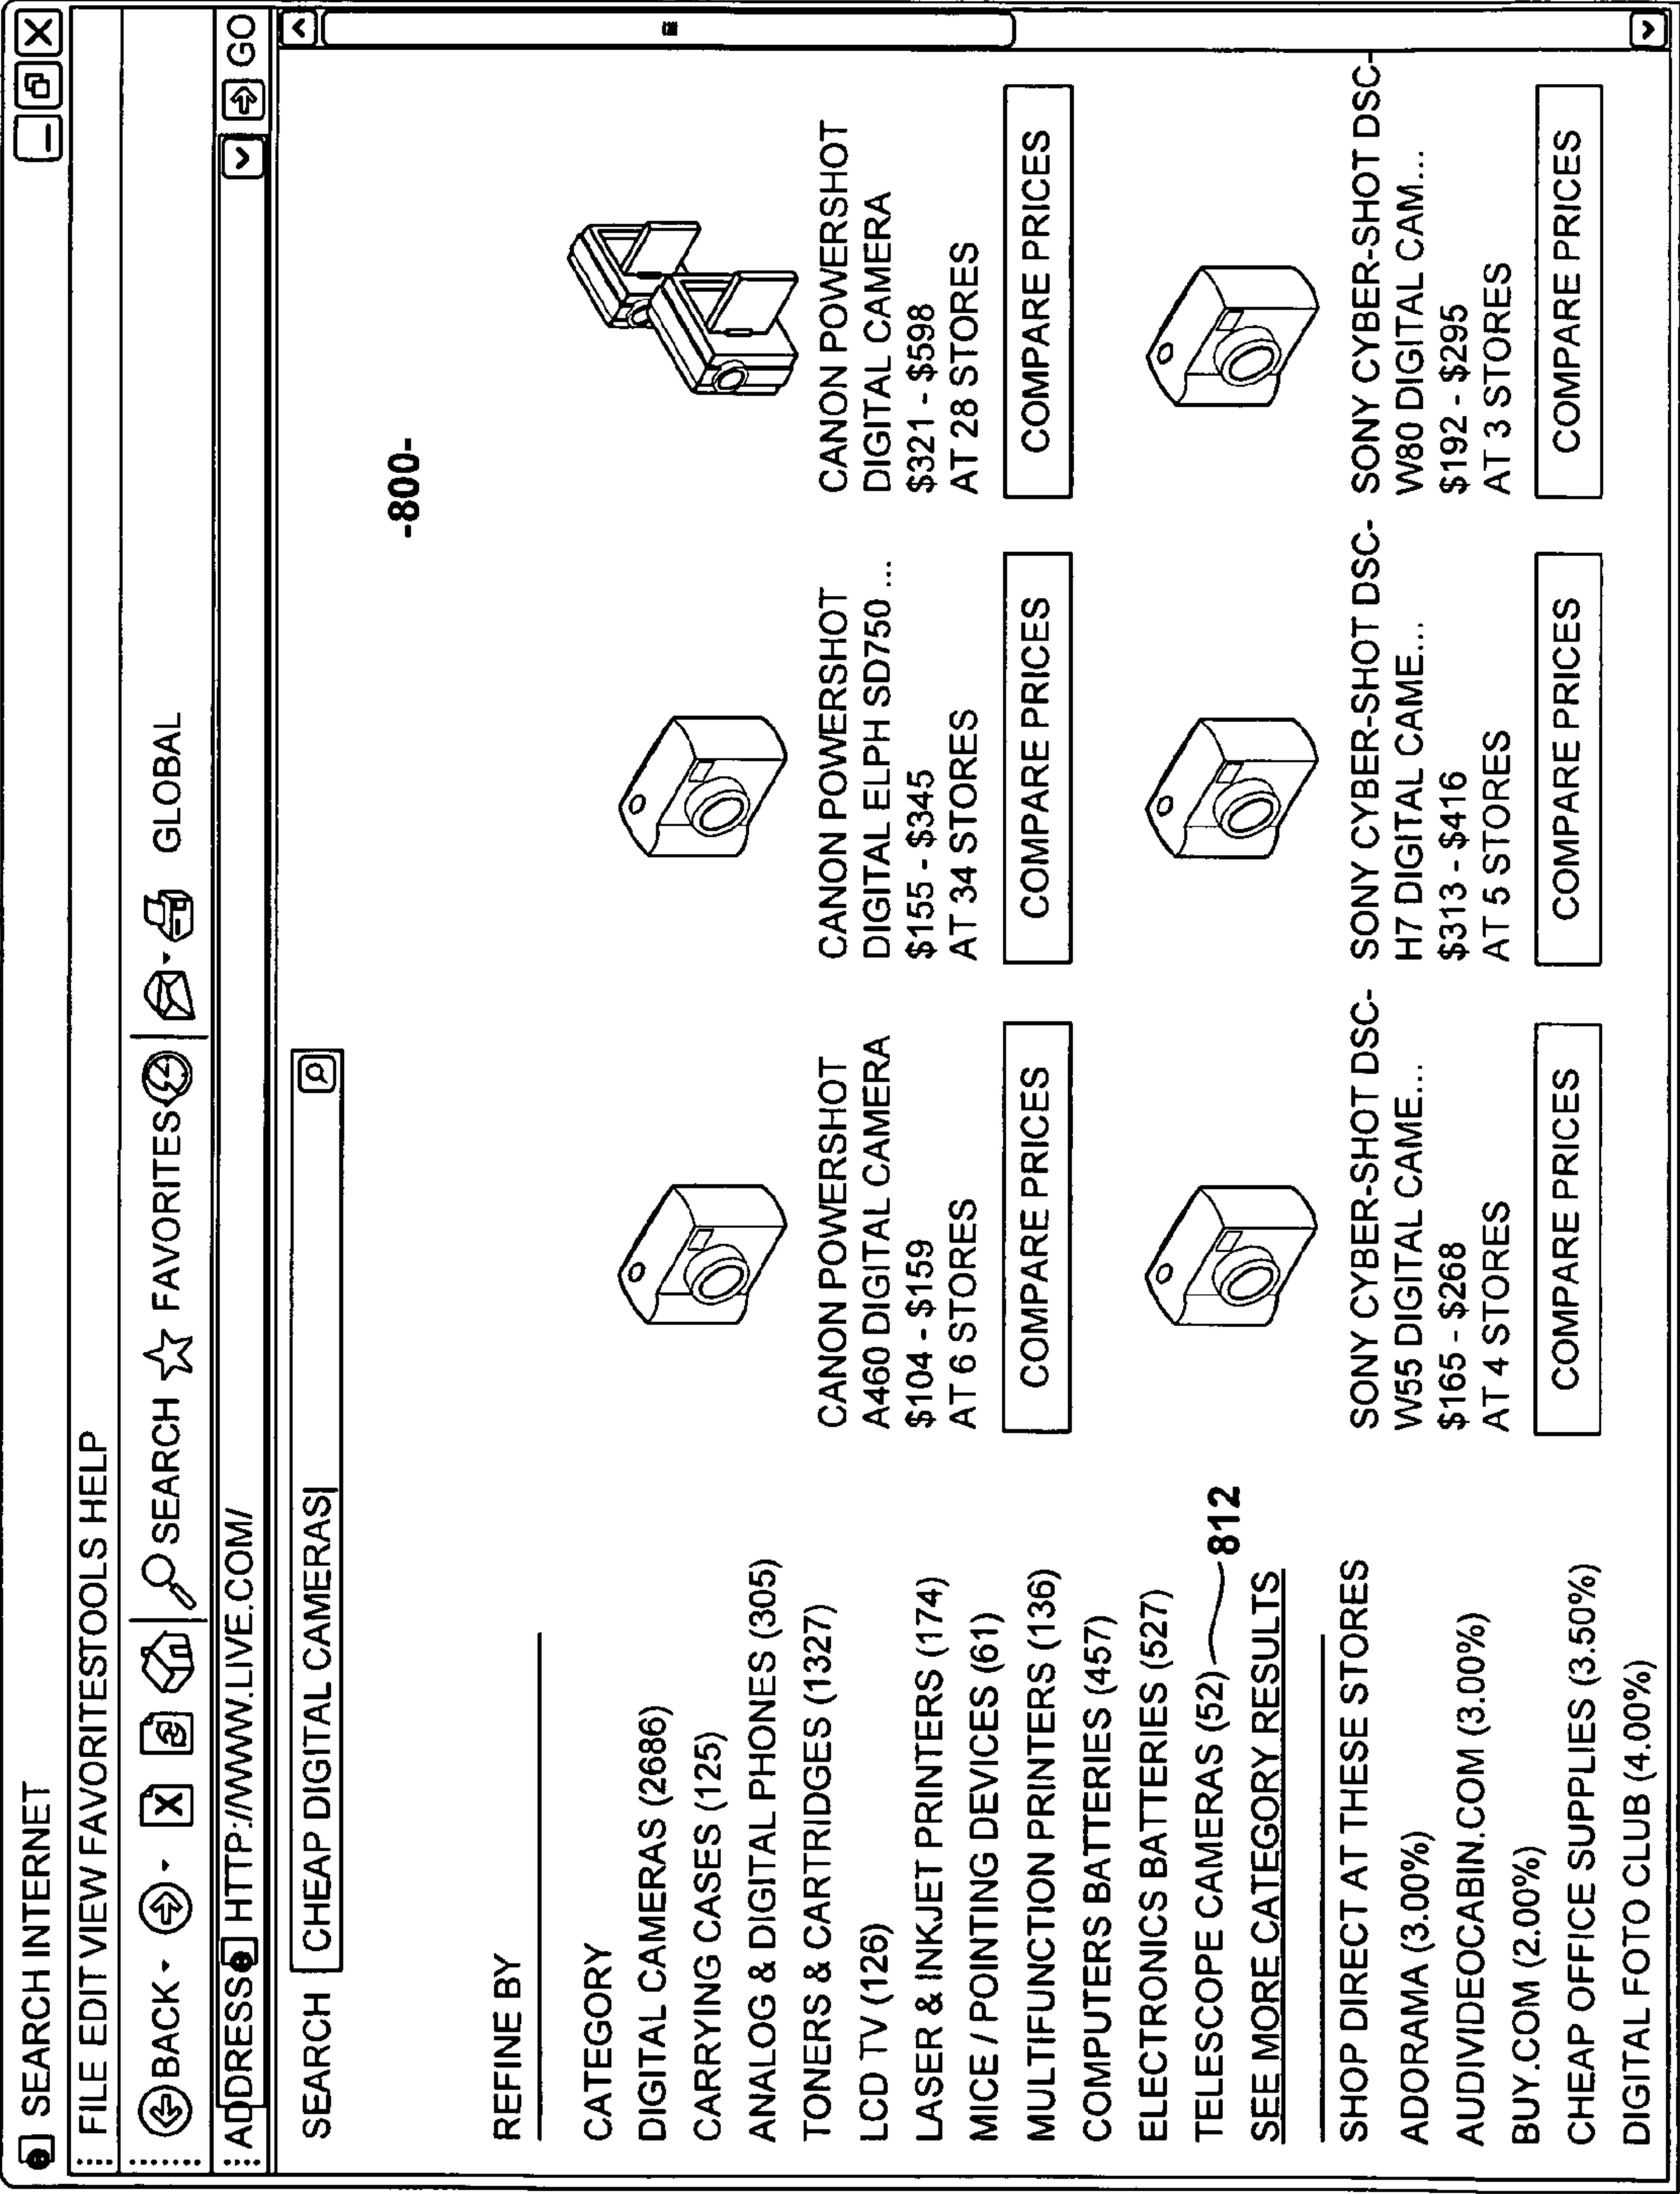 SEARCH INTERNET
FILE EDIT VIEW FAVORITESTOOLS HELP
BACK SEARCH FAVORITES GLOBAL
ADDRESS HTTP://WWW.LIVE.COM/ GO
SEARCH CHEAP DIGITAL CAMERAS
-800-
REFINE BY
CATEGORY
DIGITAL CAMERAS (2686)
CARRYING CASES (125)
ANALOG & DIGITAL PHONES (305)
TONERS & CARTRIDGES (1327)
LCD TV (126)
LASER & INKJET PRINTERS (174)
MICE / POINTING DEVICES (61)
MULTIFUNCTION PRINTERS (136)
COMPUTERS BATTERIES (457)
ELECTRONICS BATTERIES (527)
TELESCOPE CAMERAS (52)
812
SEE MORE CATEGORY RESULTS
SHOP DIRECT AT THESE STORES
ADORAMA (3.00%)
AUDIVIDEOCABIN.COM (3.00%)
BUY.COM (2.00%)
CHEAP OFFICE SUPPLIES (3.50%)
DIGITAL FOTO CLUB (4.00%)
CANON POWERSHOT
A460 DIGITAL CAMERA
$104 - $159
AT 6 STORES
COMPARE PRICES
CANON POWERSHOT
DIGITAL ELPH SD750 ...
$155 - $345
AT 34 STORES
COMPARE PRICES
CANON POWERSHOT
DIGITAL CAMERA
$321 - $598
AT 28 STORES
COMPARE PRICES
SONY CYBER-SHOT DSC-
W55 DIGITAL CAME...
$165 - $268
AT 4 STORES
COMPARE PRICES
SONY CYBER-SHOT DSC-
H7 DIGITAL CAME...
$313 - $416
AT 5 STORES
COMPARE PRICES
SONY CYBER-SHOT DSC-
W80 DIGITAL CAM...
$192 - $295
AT 3 STORES
COMPARE PRICES